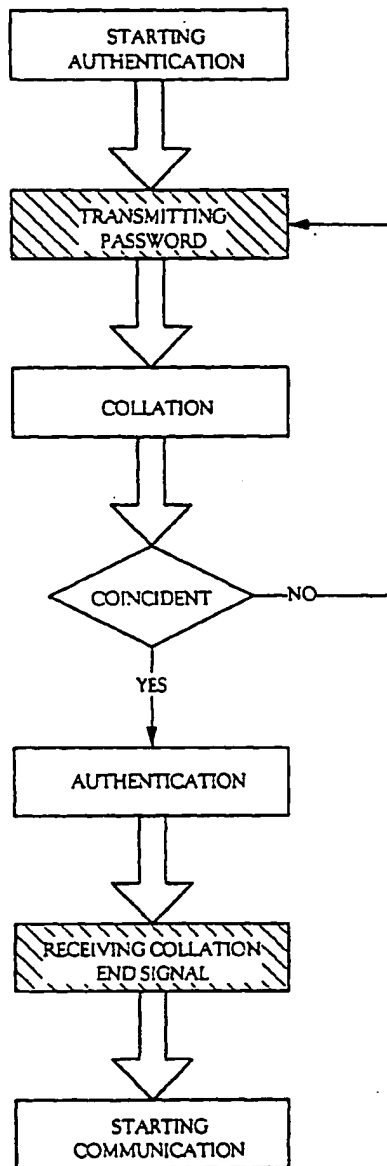 STARTING
AUTHENTICATION
TRANSMITTING
PASSWORD
COLLATION
COINCIDENT
NO
YES
AUTHENTICATION
RECEIVING COLLATION
END SIGNAL
STARTING
COMMUNICATION